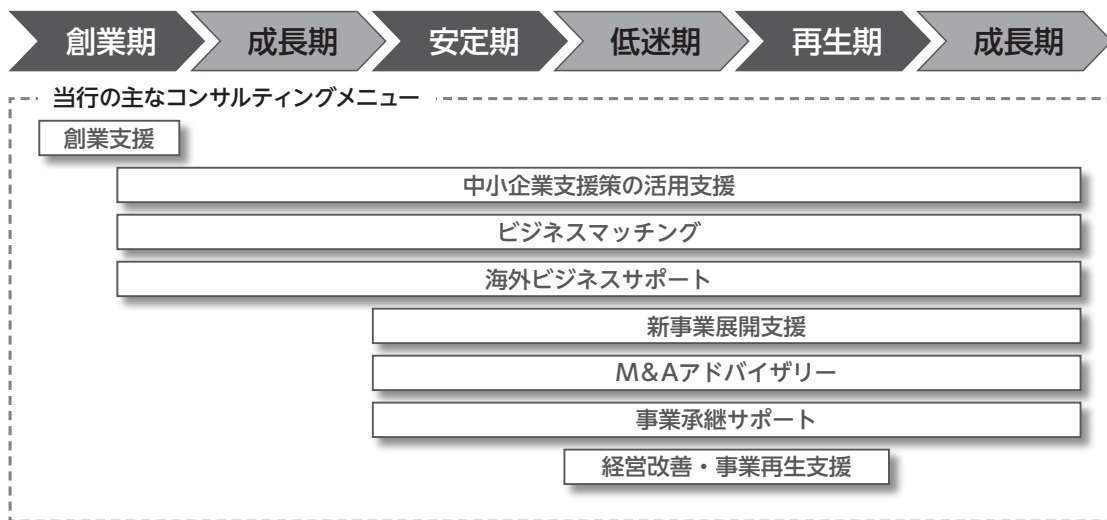 創業期 成長期 安定期 低迷期 再生期 成長期
当行の主なコンサルティングメニュー
創業支援
中小企業支援策の活用支援
ビジネスマッチング
海外ビジネスサポート
新事業展開支援
M&Aアドバイザリー
事業承継サポート
経営改善・事業再生支援